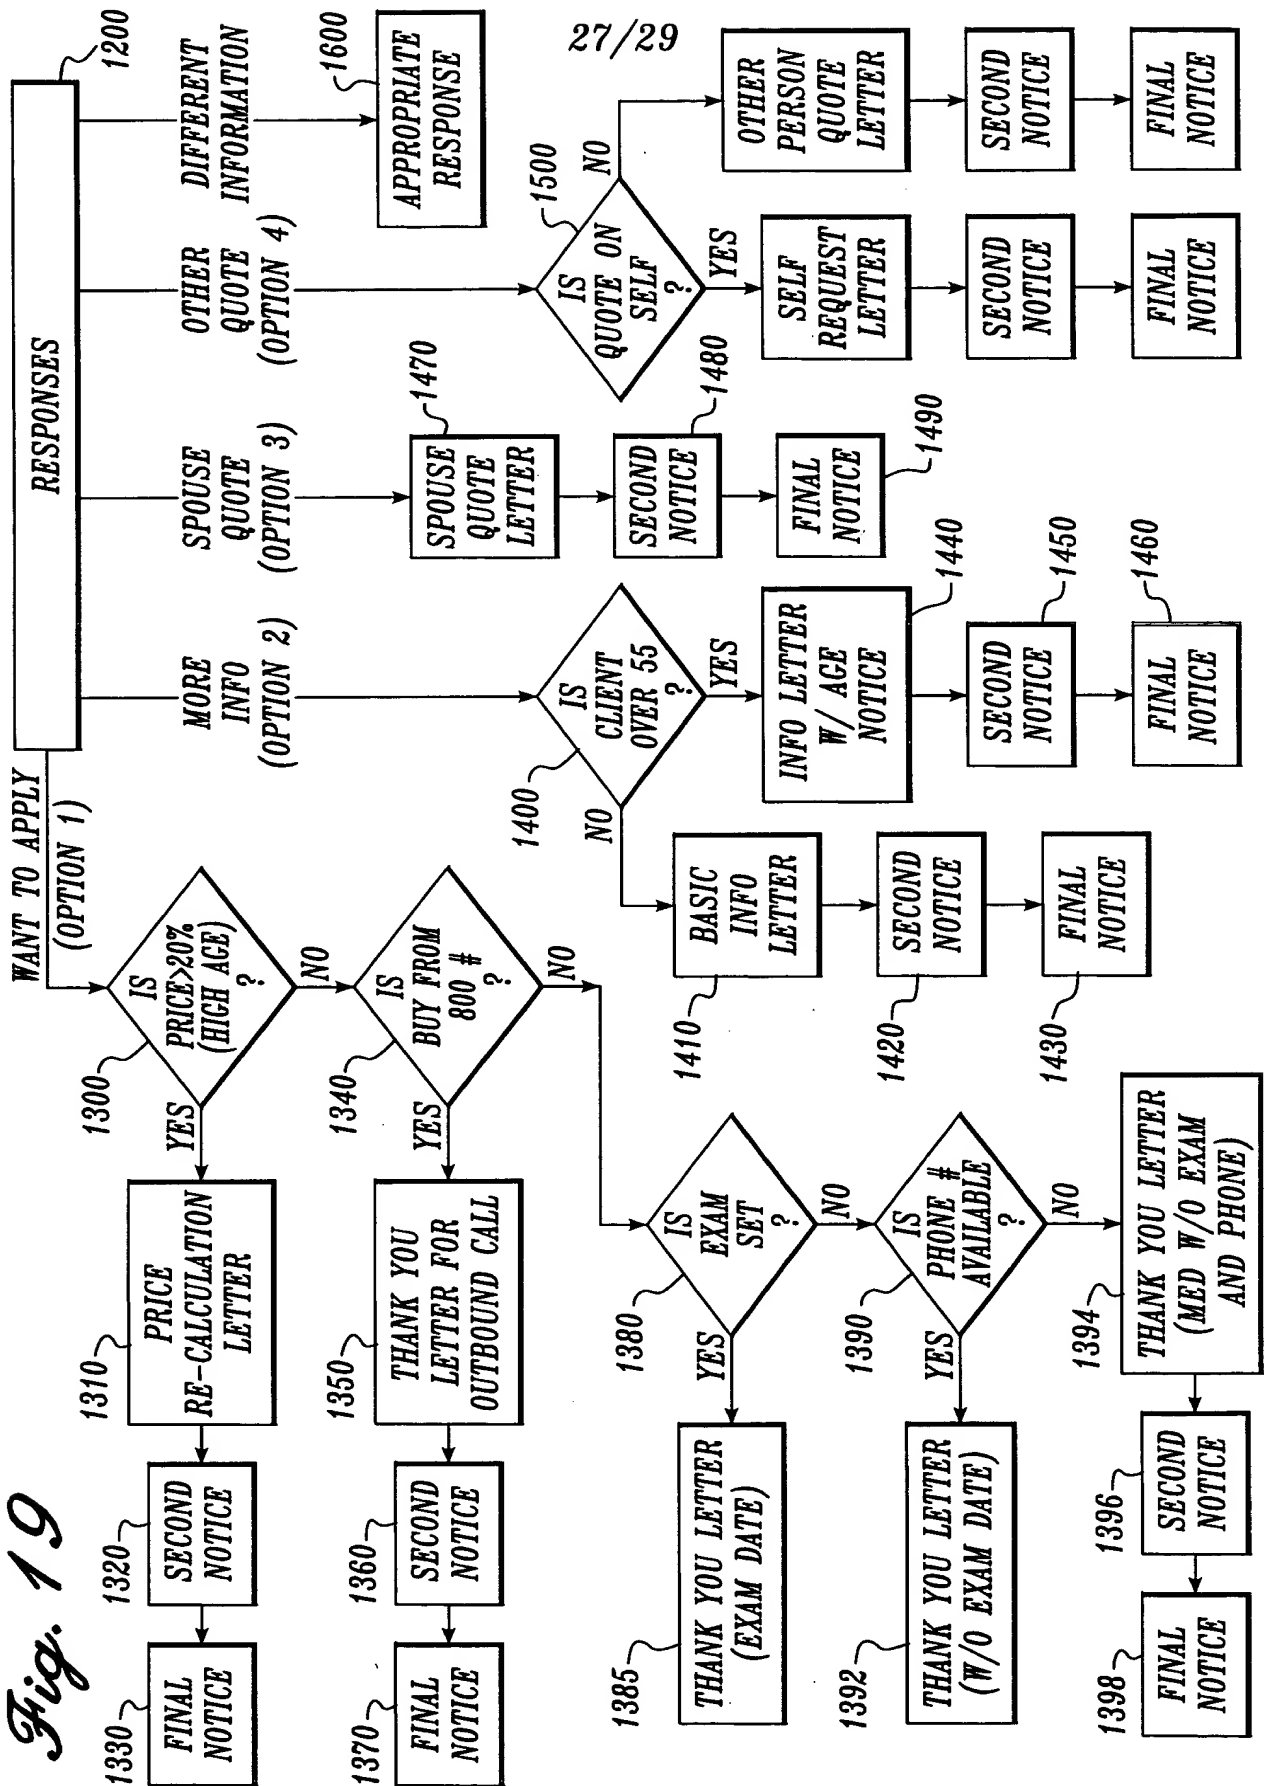 27/29
Fig. 19
RESPONSES
1200
WANT TO APPLY
(OPTION 1)
MORE
INFO
(OPTION 2)
SPOUSE
QUOTE
(OPTION 3)
OTHER
QUOTE
(OPTION 4)
DIFFERENT
INFORMATION
1300
IS
PRICE>20%
(HIGH AGE)
?
YES
NO
1310
PRICE
RE-CALCULATION
LETTER
1320
SECOND
NOTICE
1330
FINAL
NOTICE
1340
IS
BUY FROM
800 #
?
YES
NO
1350
THANK YOU
LETTER FOR
OUTBOUND CALL
1360
SECOND
NOTICE
1370
FINAL
NOTICE
1380
IS
EXAM
SET
?
YES
NO
1385
THANK YOU LETTER
(EXAM DATE)
1390
IS
PHONE #
AVAILABLE
?
YES
NO
1392
THANK YOU LETTER
(W/O EXAM DATE)
1394
THANK YOU LETTER
(MED W/O EXAM
AND PHONE)
1396
SECOND
NOTICE
1398
FINAL
NOTICE
1400
IS
CLIENT
OVER 55
?
NO
YES
1410
BASIC
INFO
LETTER
1420
SECOND
NOTICE
1430
FINAL
NOTICE
1440
INFO LETTER
W/ AGE
NOTICE
1450
SECOND
NOTICE
1460
FINAL
NOTICE
1470
SPOUSE
QUOTE
LETTER
1480
SECOND
NOTICE
1490
FINAL
NOTICE
1500
IS
QUOTE ON
SELF
?
YES
NO
SELF
REQUEST
LETTER
SECOND
NOTICE
FINAL
NOTICE
OTHER
PERSON
QUOTE
LETTER
SECOND
NOTICE
FINAL
NOTICE
1600
APPROPRIATE
RESPONSE